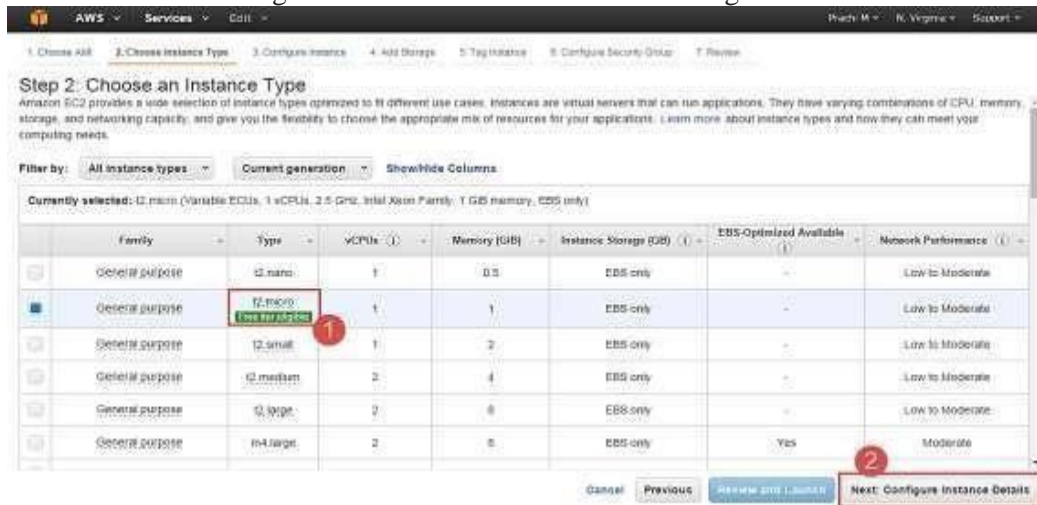 AWS Services Edit Prachi M N. Virginia Support
1. Choose AMI 2. Choose Instance Type 3. Configure Instance 4. Add Storage 5. Tag Instance 6. Configure Security Group 7. Review
Step 2: Choose an Instance Type
Amazon EC2 provides a wide selection of instance types optimized to fit different use cases. Instances are virtual servers that can run applications. They have varying combinations of CPU, memory,
storage, and networking capacity, and give you the flexibility to choose the appropriate mix of resources for your applications. Learn more about instance types and how they can meet your
computing needs.
Filter by: All instance types Current generation Show/Hide Columns
Currently selected: t2.micro (Variable ECUs, 1 vCPUs, 2.5 GHz, Intel Xeon Family, 1 GiB memory, EBS only)
Family Type vCPUs Memory (GiB) Instance Storage (GB) EBS-Optimized Available Network Performance
General purpose t2.nano 1 0.5 EBS only - Low to Moderate
General purpose t2.micro 1 1 EBS only - Low to Moderate
Free tier eligible 1
General purpose t2.small 1 2 EBS only - Low to Moderate
General purpose t2.medium 2 4 EBS only - Low to Moderate
General purpose t2.large 2 8 EBS only - Low to Moderate
General purpose m4.large 2 8 EBS only Yes Moderate
2
Cancel Previous Review and Launch Next: Configure Instance Details